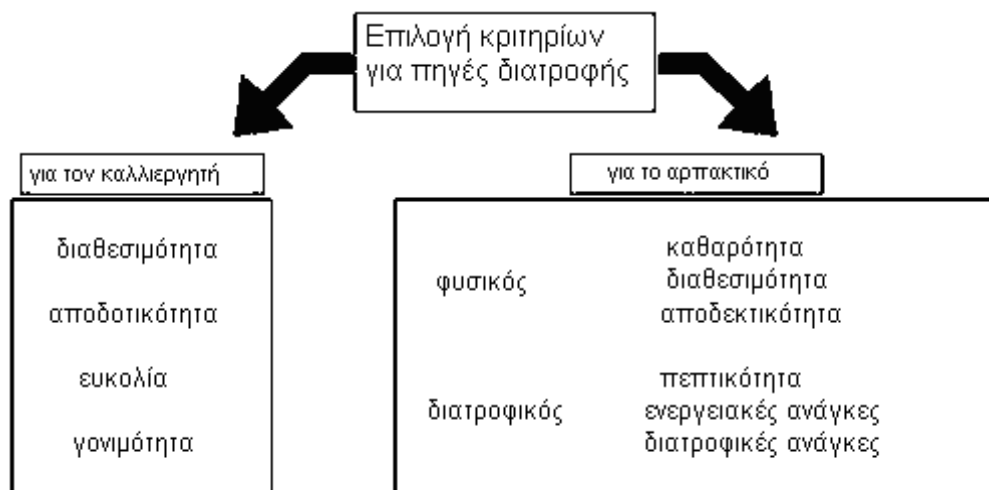 Επιλογή κριτηρίων
για πηγές διατροφής
για τον καλλιεργητή
διαθεσιμότητα
αποδοτικότητα
ευκολία
γονιμότητα
για το αρπακτικό
φυσικός
καθαρότητα
διαθεσιμότητα
αποδεκτικότητα
διατροφικός
πεπτικότητα
ενεργειακές ανάγκες
διατροφικές ανάγκες